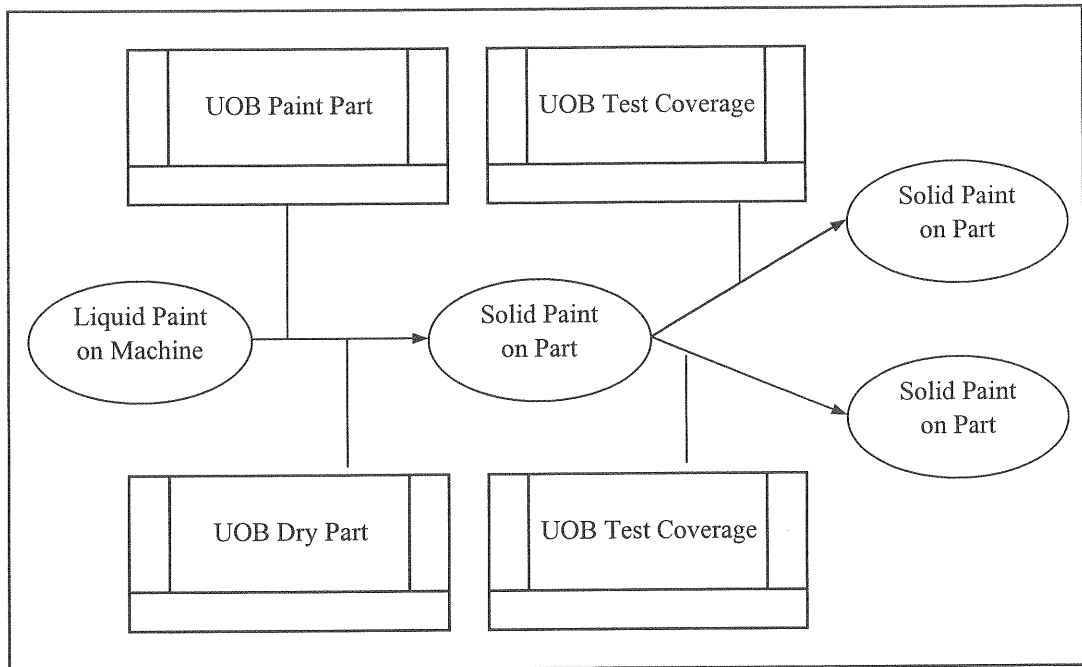 UOB Paint Part
UOB Test Coverage
Solid Paint
on Part
Liquid Paint
on Machine
Solid Paint
on Part
Solid Paint
on Part
UOB Dry Part
UOB Test Coverage